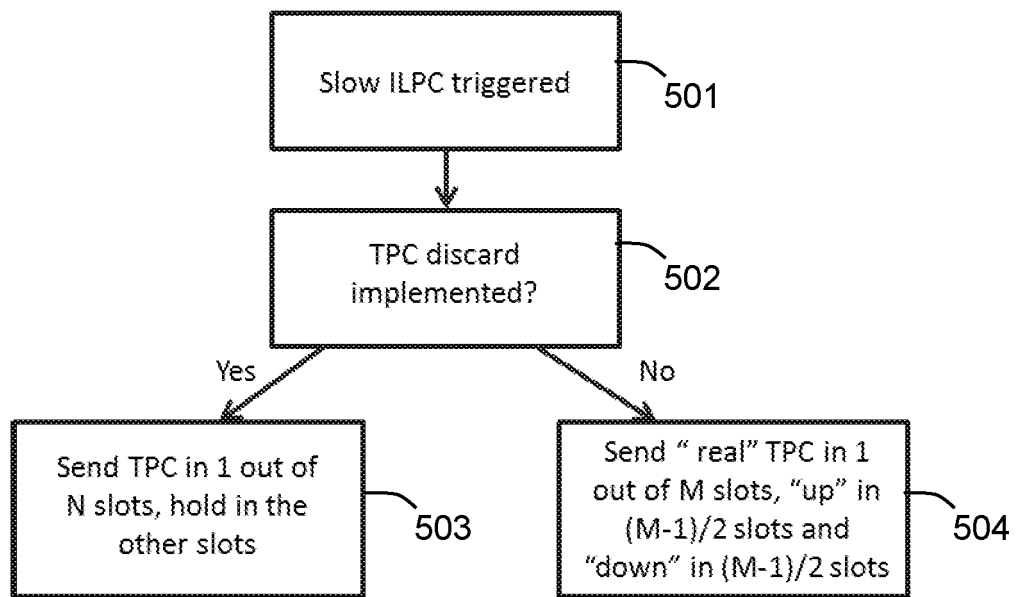 Slow ILPC triggered
501
TPC discard
implemented?
502
Yes
No
Send TPC in 1 out of
N slots, hold in the
other slots
503
Send “ real” TPC in 1
out of M slots, “up” in
(M-1)/2 slots and
“down” in (M-1)/2 slots
504